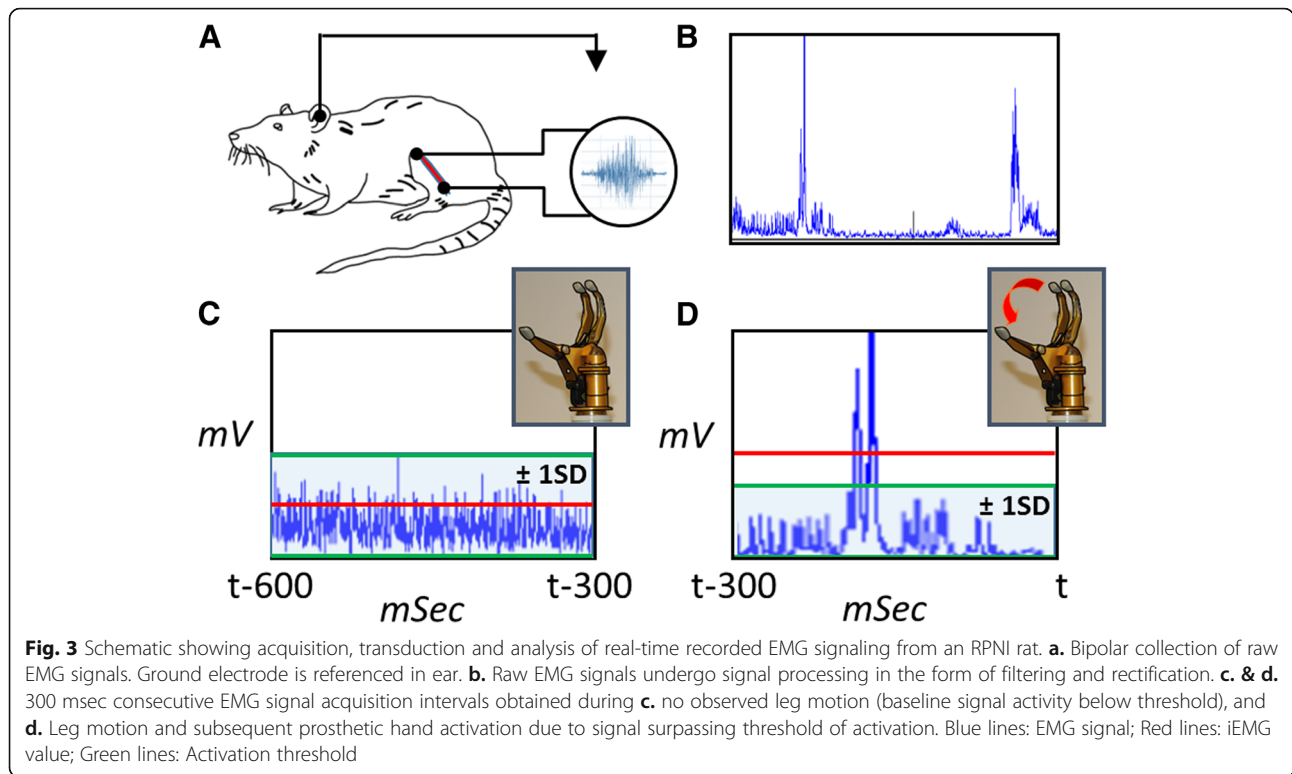 A
B
C
D
mV
± 1SD
mV
± 1SD
t-600
t-300
mSec
t-300
t
mSec
Fig. 3 Schematic showing acquisition, transduction and analysis of real-time recorded EMG signaling from an RPNI rat. a. Bipolar collection of raw
EMG signals. Ground electrode is referenced in ear. b. Raw EMG signals undergo signal processing in the form of filtering and rectification. c. & d.
300 msec consecutive EMG signal acquisition intervals obtained during c. no observed leg motion (baseline signal activity below threshold), and
d. Leg motion and subsequent prosthetic hand activation due to signal surpassing threshold of activation. Blue lines: EMG signal; Red lines: iEMG
value; Green lines: Activation threshold